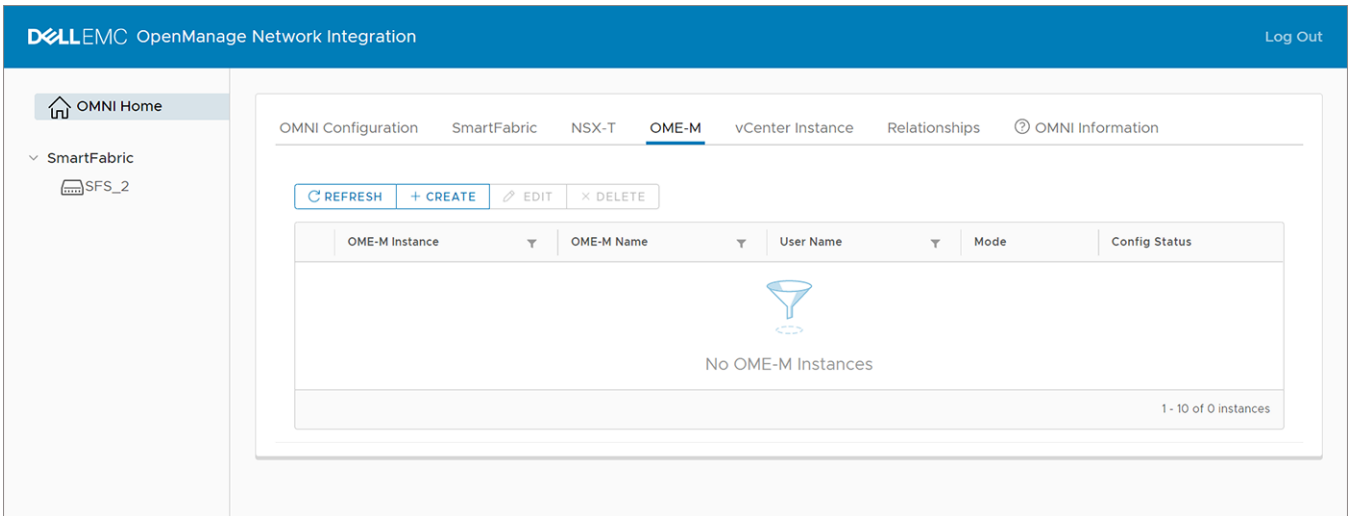 DELLEMC OpenManage Network Integration Log Out
OMNI Home
OMNI Configuration SmartFabric NSX-T OME-M vCenter Instance Relationships OMNI Information
SmartFabric
SFS_2
REFRESH + CREATE EDIT × DELETE
OME-M Instance OME-M Name User Name Mode Config Status
No OME-M Instances
1 - 10 of 0 instances